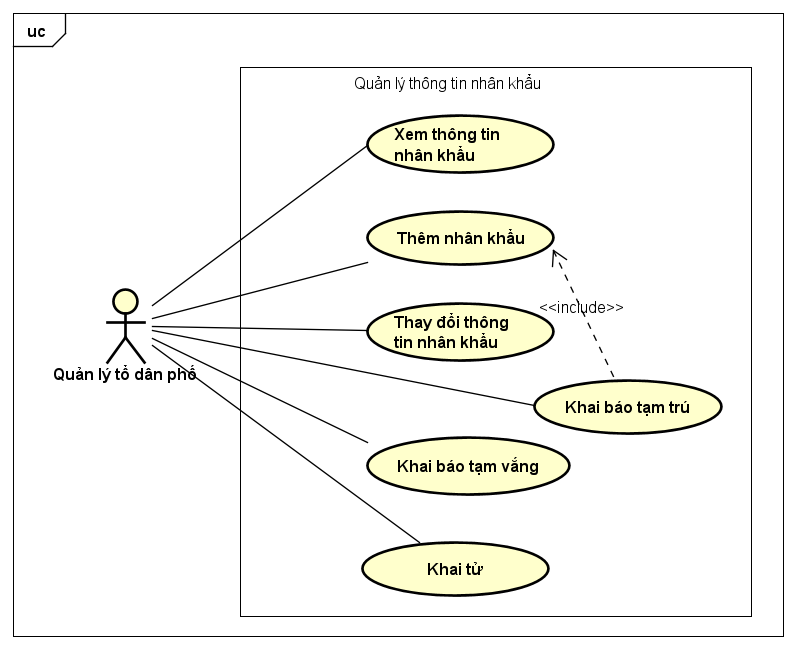 uc
Quản lý thông tin nhân khẩu
Xem thông tin
nhân khẩu
Thêm nhân khẩu
<<include>>
Thay đổi thông
tin nhân khẩu
Quản lý tổ dân phố
Khai báo tạm trú
Khai báo tạm vắng
Khai tử